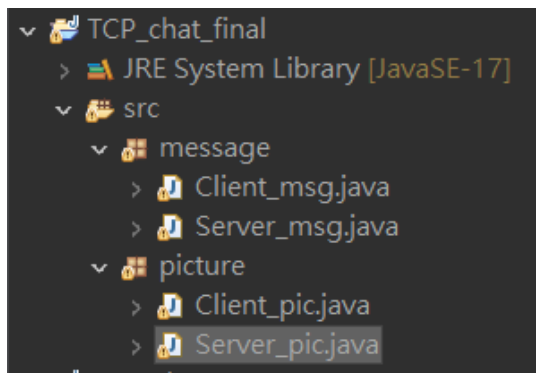 TCP_chat_final
JRE System Library [JavaSE-17]
src
message
Client_msg.java
Server_msg.java
picture
Client_pic.java
Server_pic.java